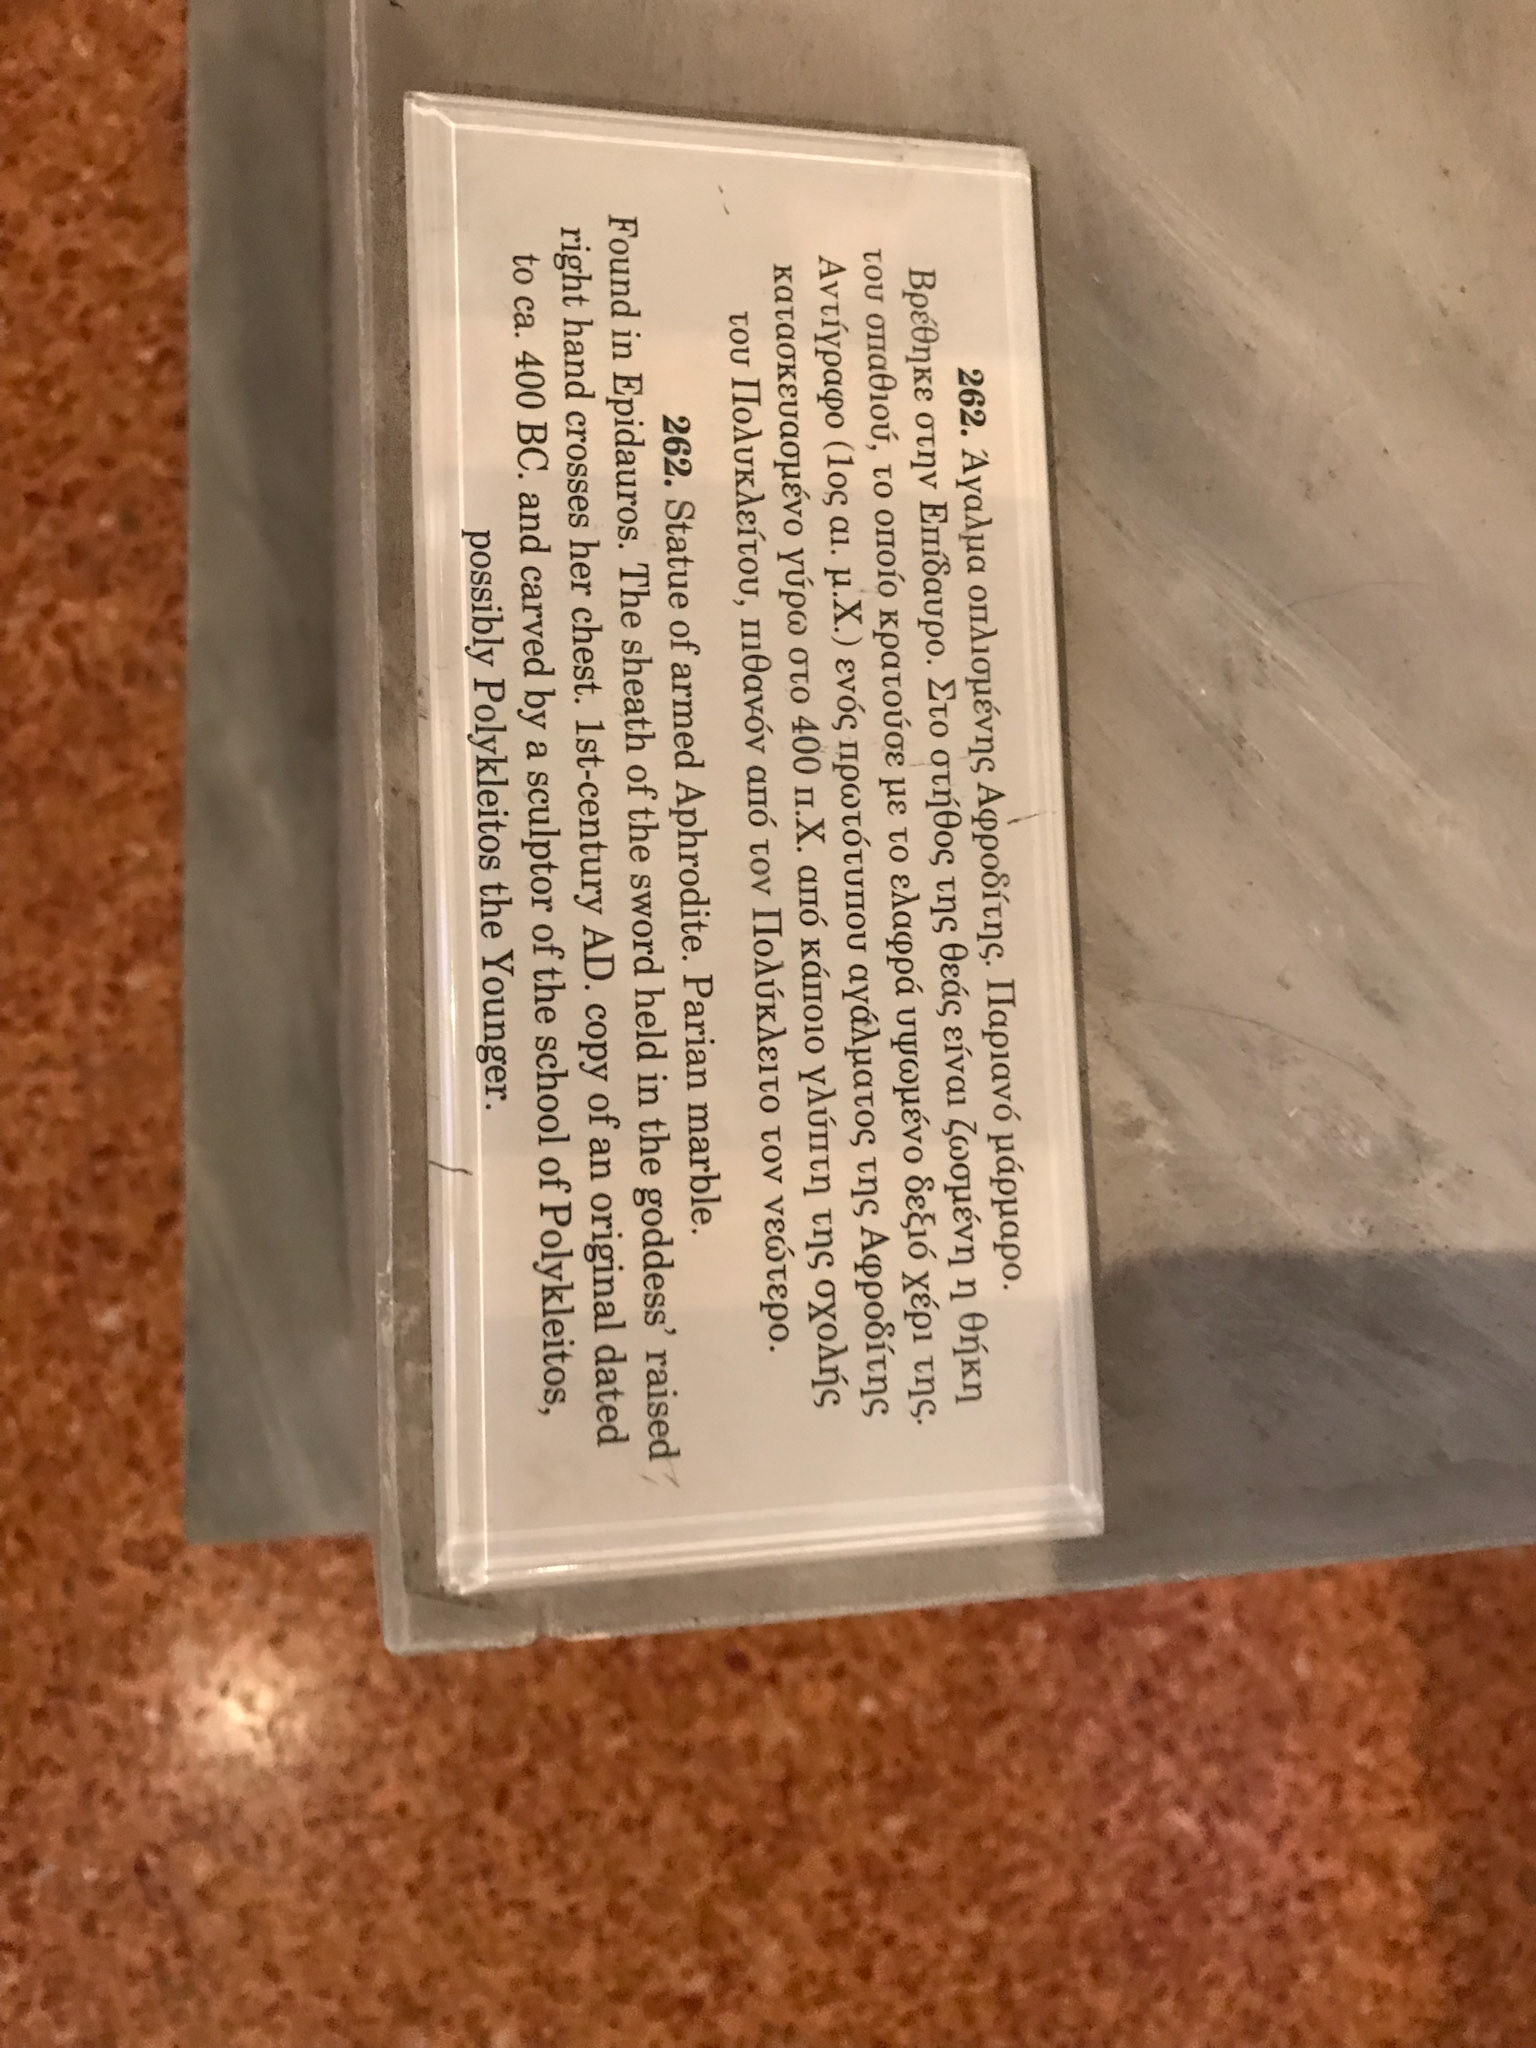 262. Άγαλμα οπλισμένης Αφροδίτης. Παριανό μάρμαρο.
Βρέθηκε στην Επίδαυρο. Στο στήθος της θεάς είναι ζωσμένη η θήκη
του σπαθιού, το οποίο κρατούσε με το ελαφρά υψωμένο δεξιό χέρι της.
Αντίγραφο (1ος αι. μ.Χ.) ενός πρωτότυπου αγάλματος της Αφροδίτης
κατασκευασμένο γύρω στο 400 π.Χ. από κάποιο γλύπτη της σχολής
του Πολυκλείτου, πιθανόν από τον Πολύκλειτο τον νεώτερο.
262. Statue of armed Aphrodite. Parian marble.
Found in Epidauros. The sheath of the sword held in the goddess’ raised
right hand crosses her chest. 1st-century AD. copy of an original dated
to ca. 400 BC. and carved by a sculptor of the school of Polykleitos,
possibly Polykleitos the Younger.